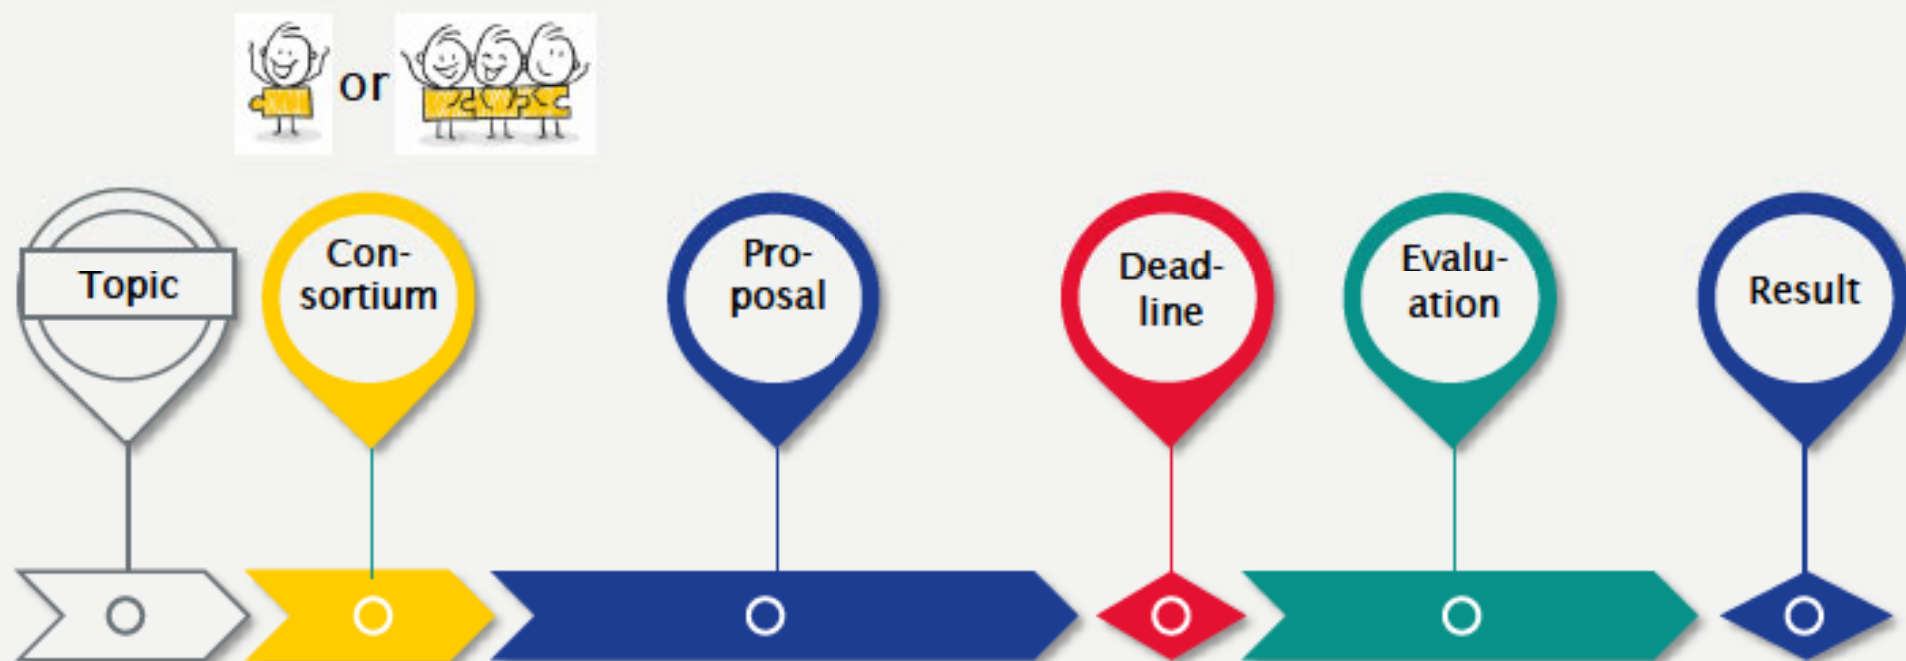 or
Topic
Con-
sortium
Pro-
posal
Dead-
line
Evalu-
ation
Result